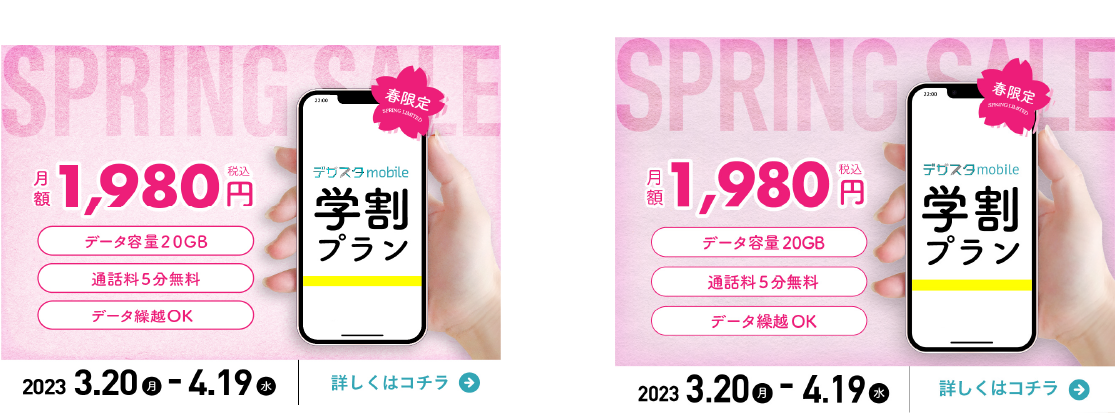 SPRING SALE
22:00
春限定
SPRING LIMITED
月額1,980円税込
デザスタmobile
学割
プラン
データ容量20GB
通話料5分無料
データ繰越OK
2023 3.20月-4.19水
詳しくはコチラ
SPRING SALE
22:00
春限定
SPRING LIMITED
月額1,980円税込
デザスタmobile
学割
プラン
データ容量20GB
通話料5分無料
データ繰越OK
2023 3.20月-4.19水
詳しくはコチラ